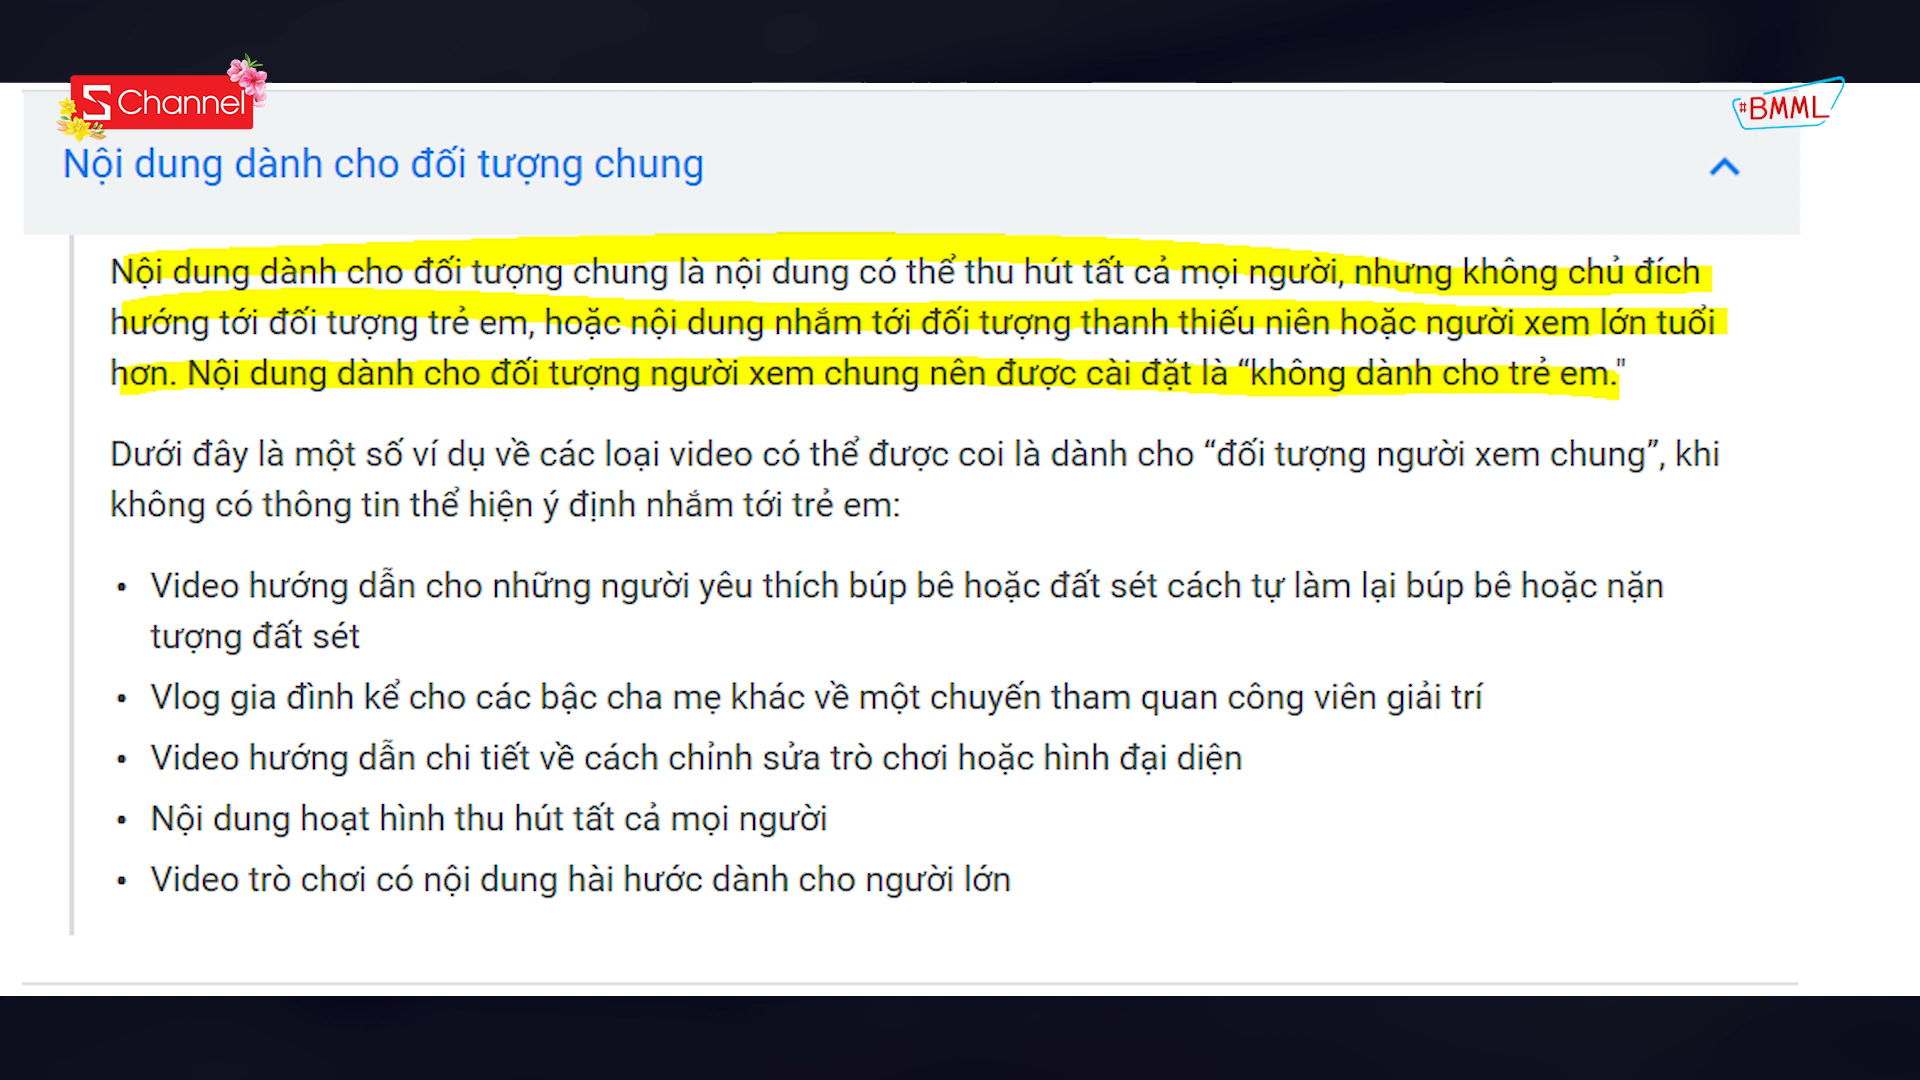 S Channel
#BMML
Nội dung dành cho đối tượng chung
Nội dung dành cho đối tượng chung là nội dung có thể thu hút tất cả mọi người, nhưng không chủ đích
hướng tới đối tượng trẻ em, hoặc nội dung nhắm tới đối tượng thanh thiếu niên hoặc người xem lớn tuổi
hơn. Nội dung dành cho đối tượng người xem chung nên được cài đặt là “không dành cho trẻ em."
Dưới đây là một số ví dụ về các loại video có thể được coi là dành cho “đối tượng người xem chung”, khi
không có thông tin thể hiện ý định nhắm tới trẻ em:
• Video hướng dẫn cho những người yêu thích búp bê hoặc đất sét cách tự làm lại búp bê hoặc nặn
tượng đất sét
• Vlog gia đình kể cho các bậc cha mẹ khác về một chuyến tham quan công viên giải trí
• Video hướng dẫn chi tiết về cách chỉnh sửa trò chơi hoặc hình đại diện
• Nội dung hoạt hình thu hút tất cả mọi người
• Video trò chơi có nội dung hài hước dành cho người lớn